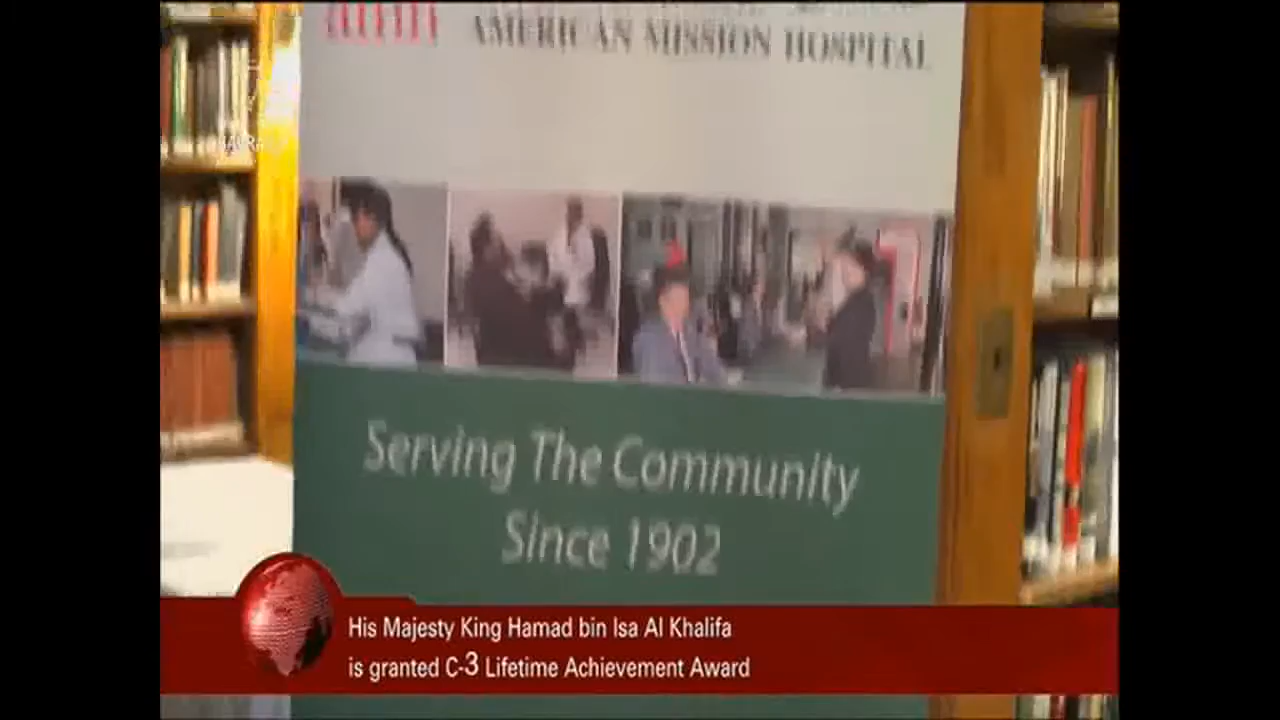 AMERICAN MISSION HOSPITAL
Serving The Community
Since 1902
His Majesty King Hamad bin Isa Al Khalifa
is granted C-3 Lifetime Achievement Award